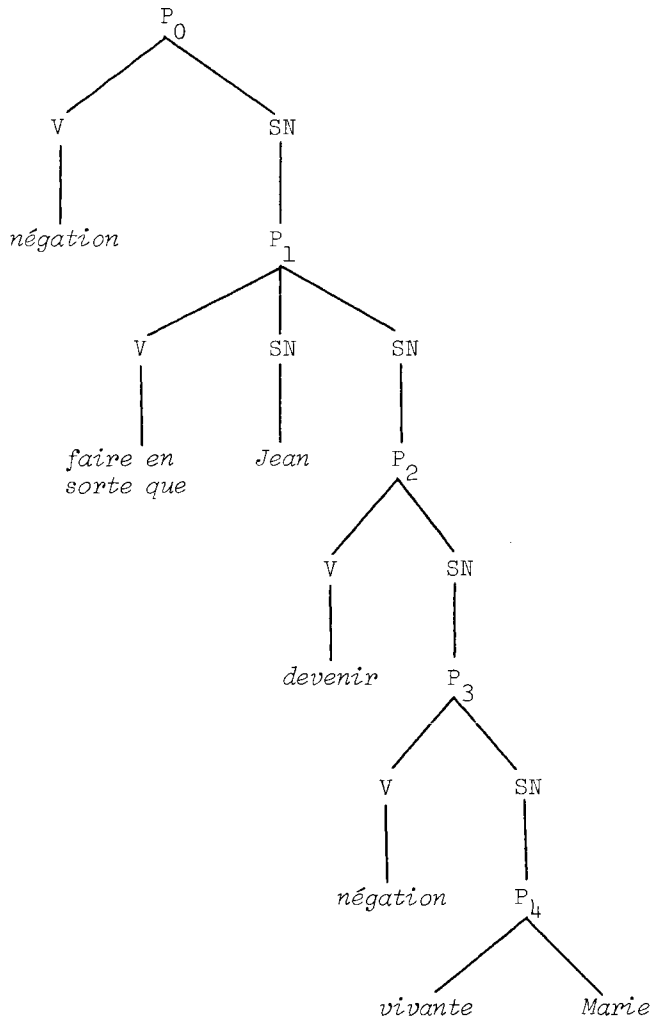 P0
V SN
négation P1
V SN SN
faire en Jean P2
sorte que
V SN
devenir P3
V SN
négation P4
vivante Marie